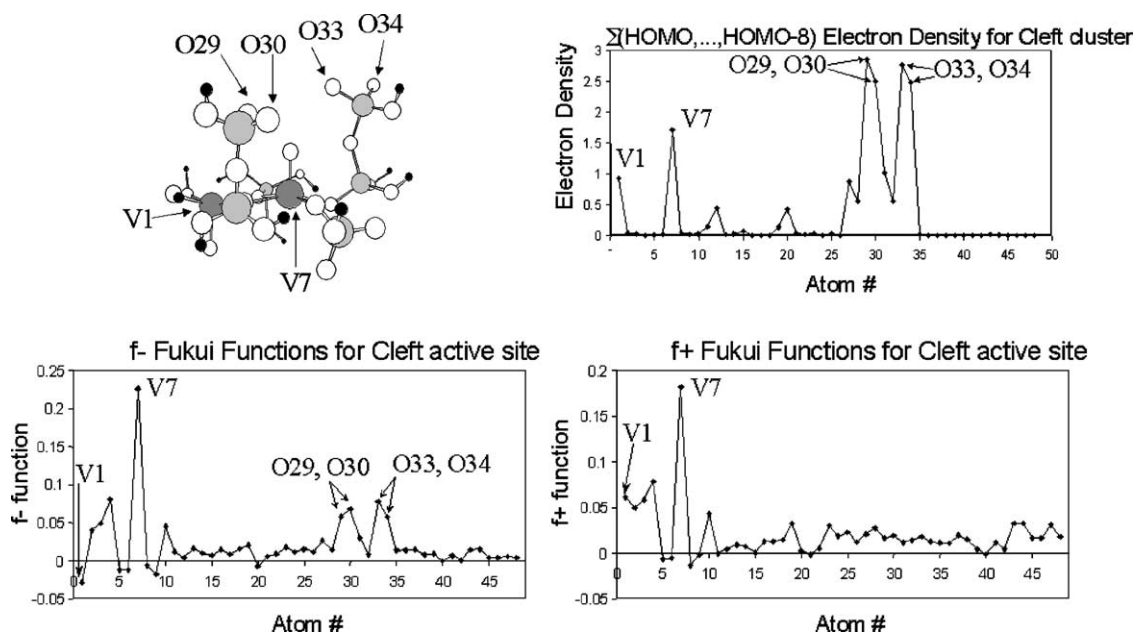 O29 O30 O33 O34
V1
V7
Σ(HOMO,...,HOMO-8) Electron Density for Cleft cluster
Electron Density
3
2.5
2
1.5
1
0.5
0
O29, O30
O33, O34
V7
V1
- 5 10 15 20 25 30 35 40 45 50
Atom #
f- Fukui Functions for Cleft active site
f- function
0.25
0.2
0.15
0.1
0.05
0
-0.05
V7
V1
O29, O30
O33, O34
0 5 10 15 20 25 30 35 40 45
Atom #
f+ Fukui Functions for Cleft active site
f+ function
0.2
0.15
0.1
0.05
0
-0.05
V7
V1
0 5 10 15 20 25 30 35 40 45
Atom #